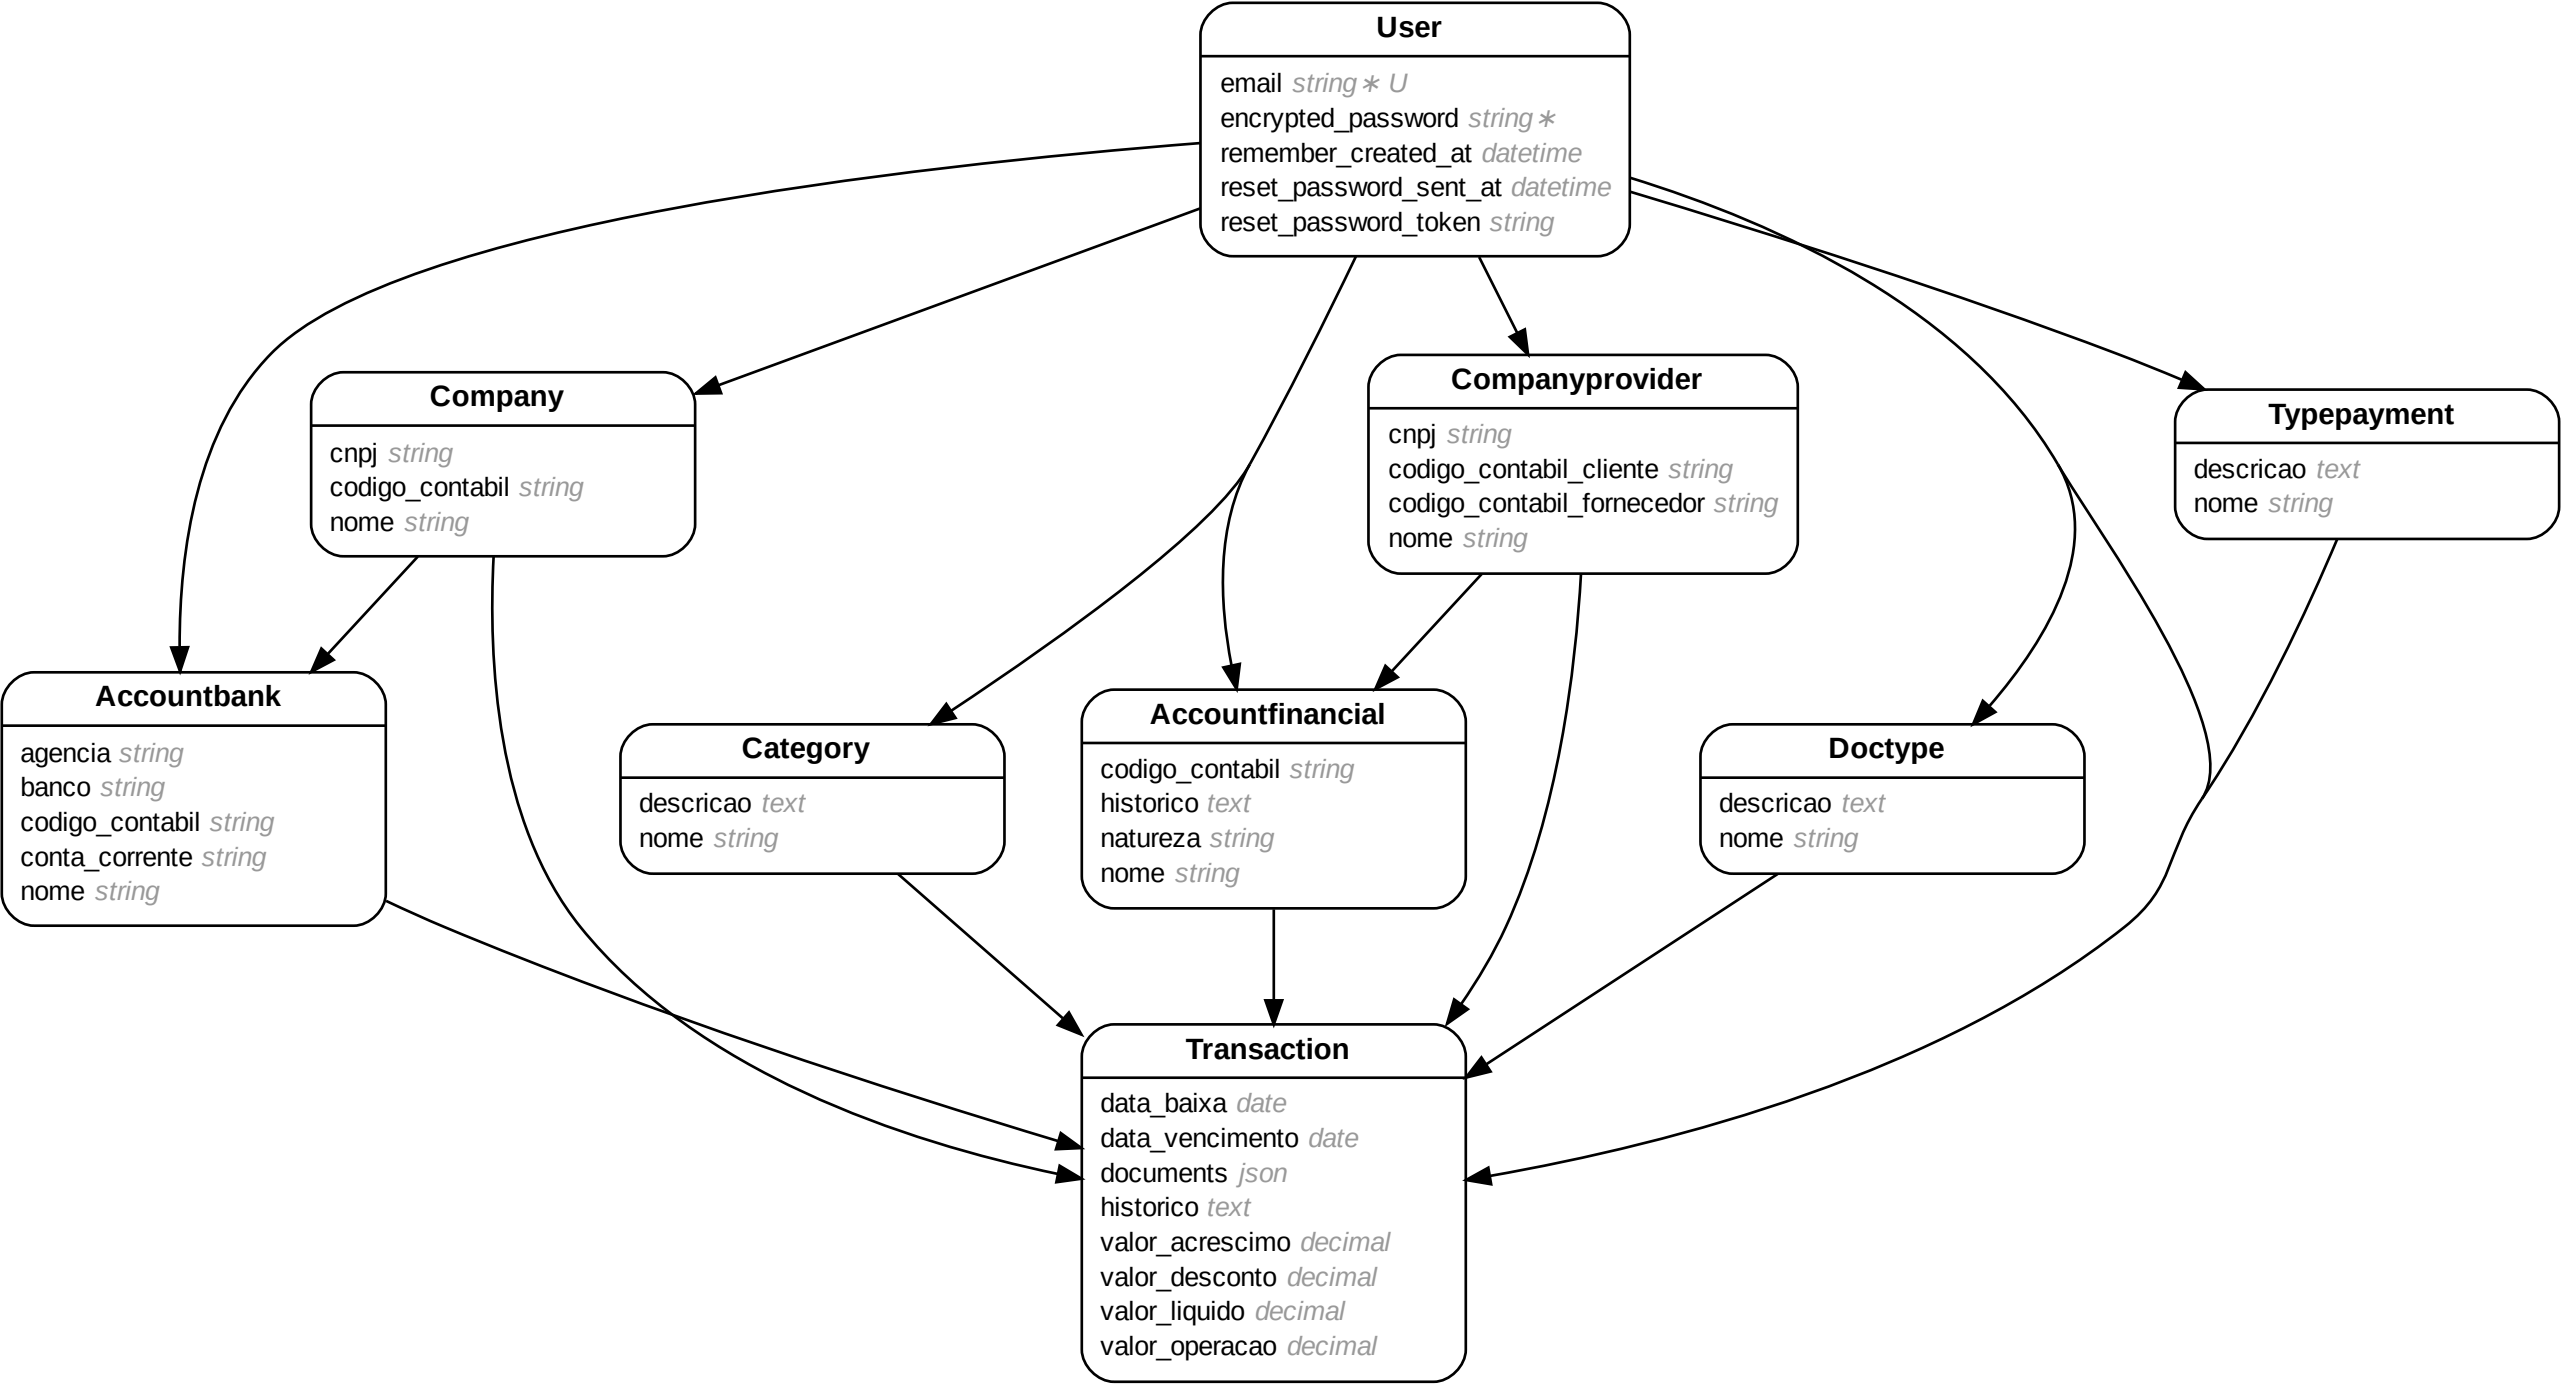 User
email string∗ U
encrypted_password string∗
remember_created_at datetime
reset_password_sent_at datetime
reset_password_token string
Company
cnpj string
codigo_contabil string
nome string
Companyprovider
cnpj string
codigo_contabil_cliente string
codigo_contabil_fornecedor string
nome string
Typepayment
descricao text
nome string
Accountbank
agencia string
banco string
codigo_contabil string
conta_corrente string
nome string
Category
descricao text
nome string
Accountfinancial
codigo_contabil string
historico text
natureza string
nome string
Doctype
descricao text
nome string
Transaction
data_baixa date
data_vencimento date
documents json
historico text
valor_acrescimo decimal
valor_desconto decimal
valor_liquido decimal
valor_operacao decimal